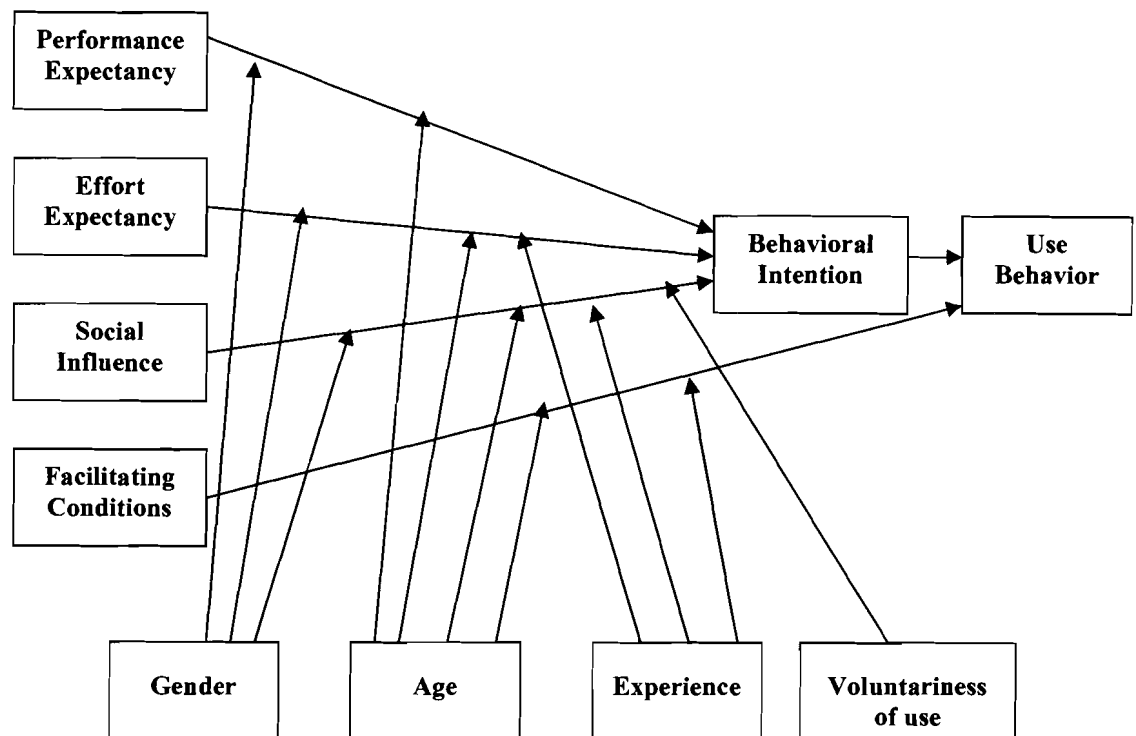 Performance
Expectancy
Effort
Expectancy
Social
Influence
Facilitating
Conditions
Behavioral
Intention
Use
Behavior
Gender
Age
Experience
Voluntariness
of use